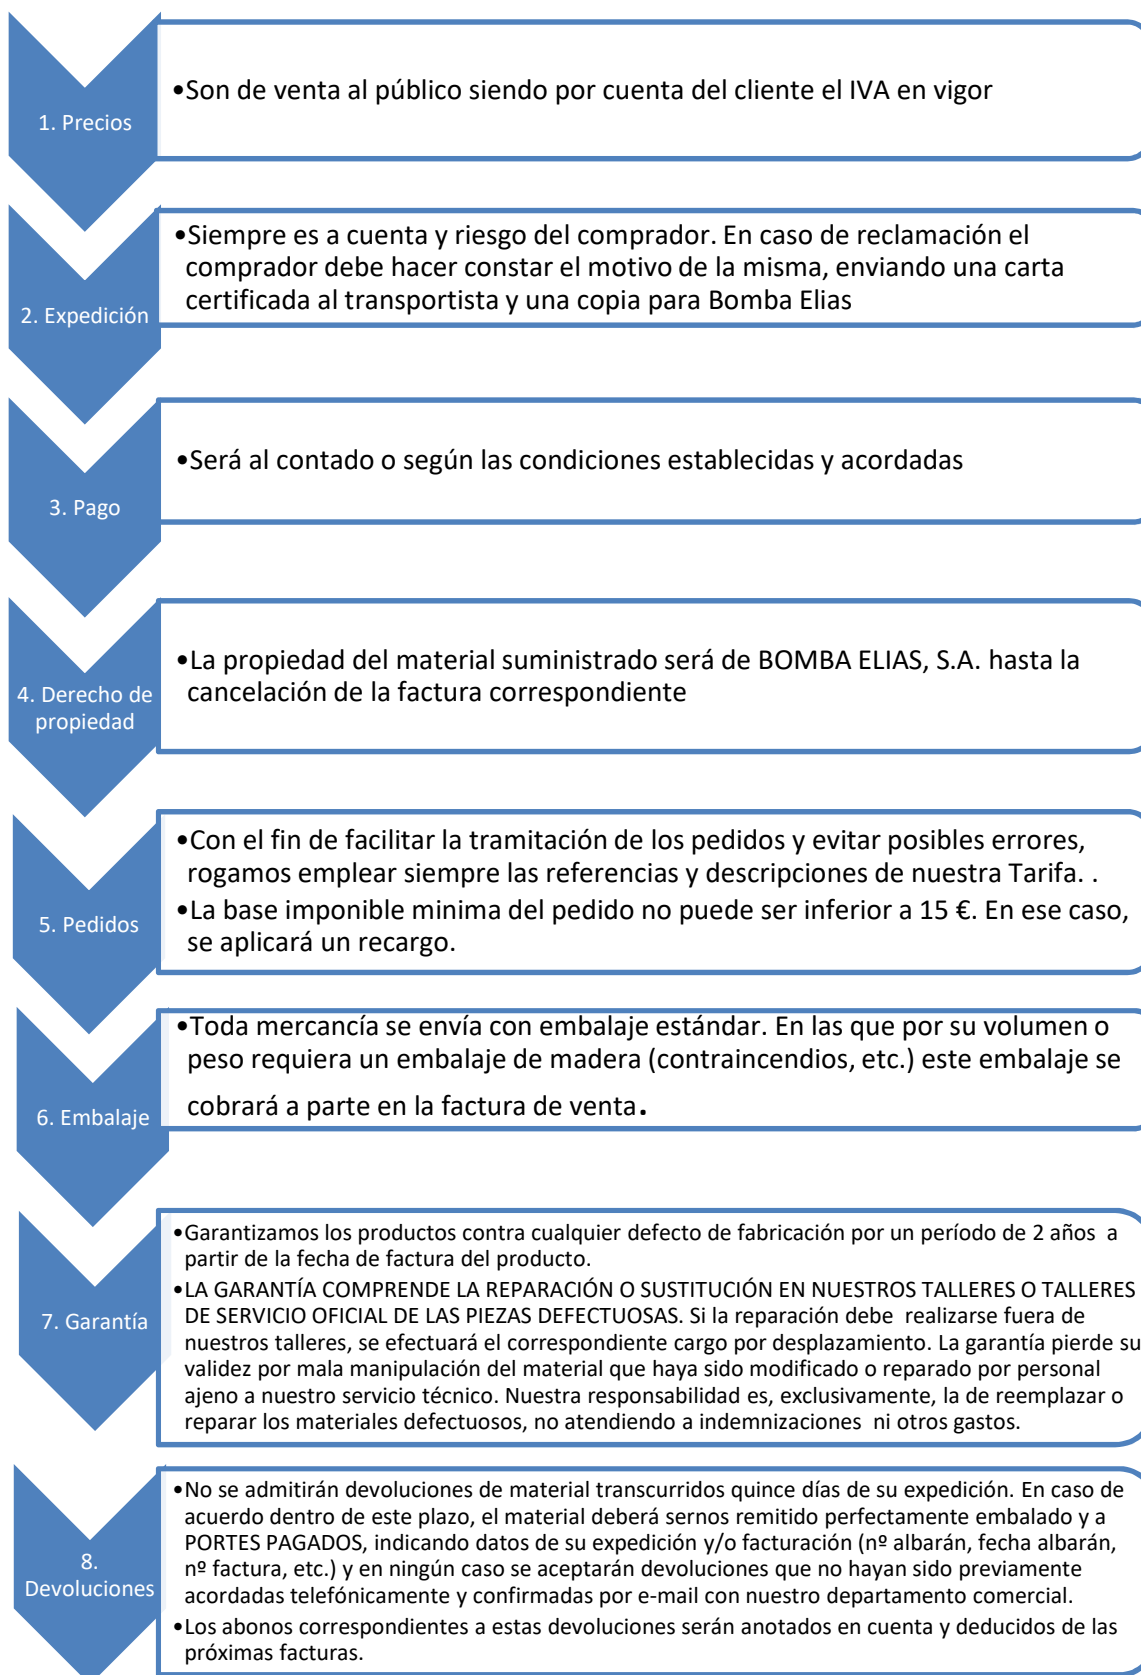 1. Precios
•Son de venta al público siendo por cuenta del cliente el IVA en vigor
2. Expedición
•Siempre es a cuenta y riesgo del comprador. En caso de reclamación el
comprador debe hacer constar el motivo de la misma, enviando una carta
certificada al transportista y una copia para Bomba Elias
3. Pago
•Será al contado o según las condiciones establecidas y acordadas
4. Derecho de
propiedad
•La propiedad del material suministrado será de BOMBA ELIAS, S.A. hasta la
cancelación de la factura correspondiente
5. Pedidos
•Con el fin de facilitar la tramitación de los pedidos y evitar posibles errores,
rogamos emplear siempre las referencias y descripciones de nuestra Tarifa. .
•La base imponible minima del pedido no puede ser inferior a 15 €. En ese caso,
se aplicará un recargo.
6. Embalaje
•Toda mercancía se envía con embalaje estándar. En las que por su volumen o
peso requiera un embalaje de madera (contraincendios, etc.) este embalaje se
cobrará a parte en la factura de venta.
7. Garantía
•Garantizamos los productos contra cualquier defecto de fabricación por un período de 2 años  a
partir de la fecha de factura del producto.
•LA GARANTÍA COMPRENDE LA REPARACIÓN O SUSTITUCIÓN EN NUESTROS TALLERES O TALLERES
DE SERVICIO OFICIAL DE LAS PIEZAS DEFECTUOSAS. Si la reparación debe  realizarse fuera de
nuestros talleres, se efectuará el correspondiente cargo por desplazamiento. La garantía pierde su
validez por mala manipulación del material que haya sido modificado o reparado por personal
ajeno a nuestro servicio técnico. Nuestra responsabilidad es, exclusivamente, la de reemplazar o
reparar los materiales defectuosos, no atendiendo a indemnizaciones  ni otros gastos.
8.
Devoluciones
•No se admitirán devoluciones de material transcurridos quince días de su expedición. En caso de
acuerdo dentro de este plazo, el material deberá sernos remitido perfectamente embalado y a
PORTES PAGADOS, indicando datos de su expedición y/o facturación (nº albarán, fecha albarán,
nº factura, etc.) y en ningún caso se aceptarán devoluciones que no hayan sido previamente
acordadas telefónicamente y confirmadas por e-mail con nuestro departamento comercial.
•Los abonos correspondientes a estas devoluciones serán anotados en cuenta y deducidos de las
próximas facturas.